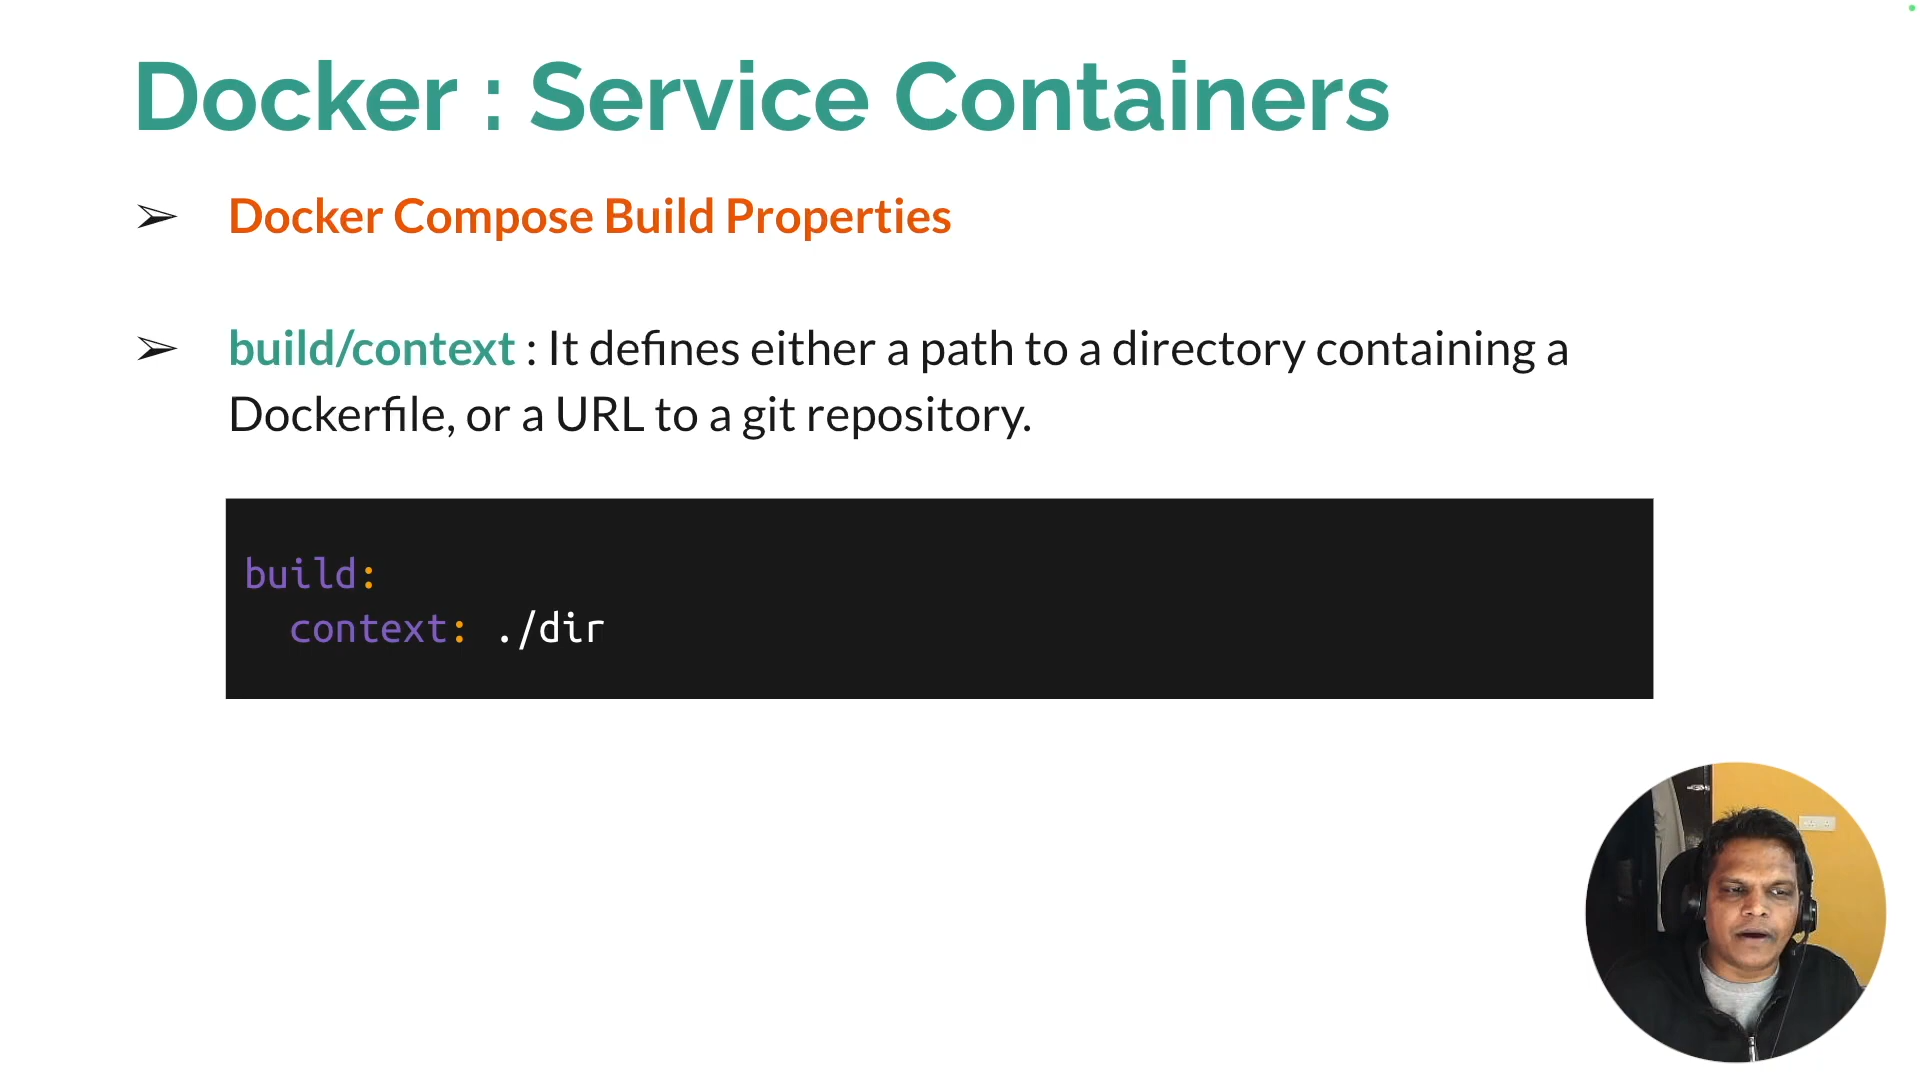 Docker : Service Containers
➢ Docker Compose Build Properties
➢ build/context : It defines either a path to a directory containing a
Dockerfile, or a URL to a git repository.
build:
  context: ./dir